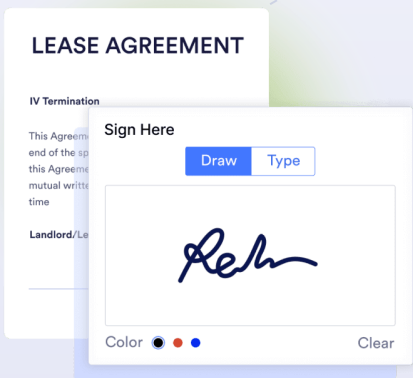 LEASE AGREEMENT
IV Termination
This Agreem
end of the sp
this Agreeme
mutual writte
time
Landlord/Le
Sign Here
Draw
Type
Color
Clear